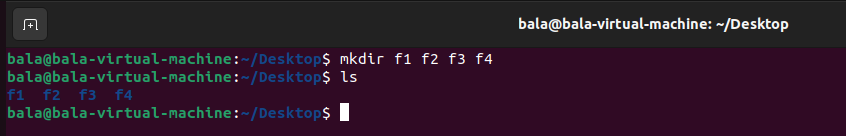 bala@bala-virtual-machine: ~/Desktop
bala@bala-virtual-machine:~/Desktop$ mkdir f1 f2 f3 f4
bala@bala-virtual-machine:~/Desktop$ ls
f1  f2  f3  f4
bala@bala-virtual-machine:~/Desktop$